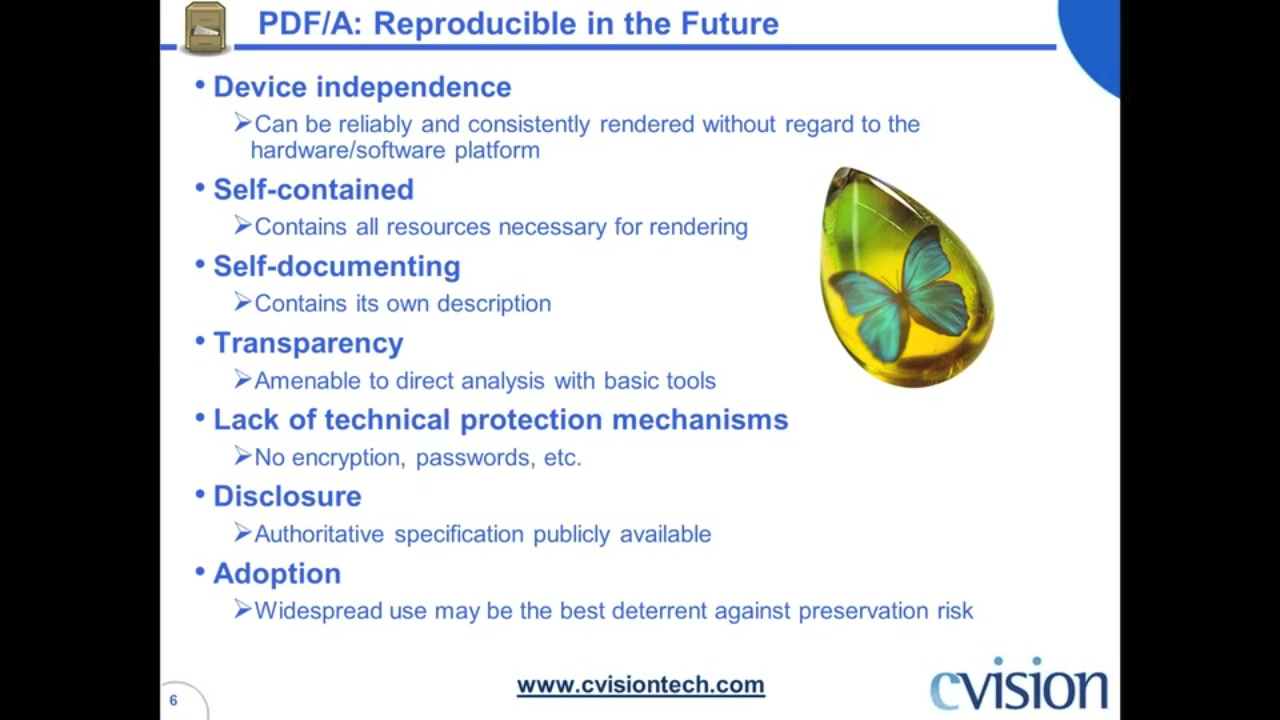 PDF/A: Reproducible in the Future
• Device independence
➢Can be reliably and consistently rendered without regard to the
hardware/software platform
• Self-contained
➢Contains all resources necessary for rendering
• Self-documenting
➢Contains its own description
• Transparency
➢Amenable to direct analysis with basic tools
• Lack of technical protection mechanisms
➢No encryption, passwords, etc.
• Disclosure
➢Authoritative specification publicly available
• Adoption
➢Widespread use may be the best deterrent against preservation risk
6
www.cvisiontech.com
cvision